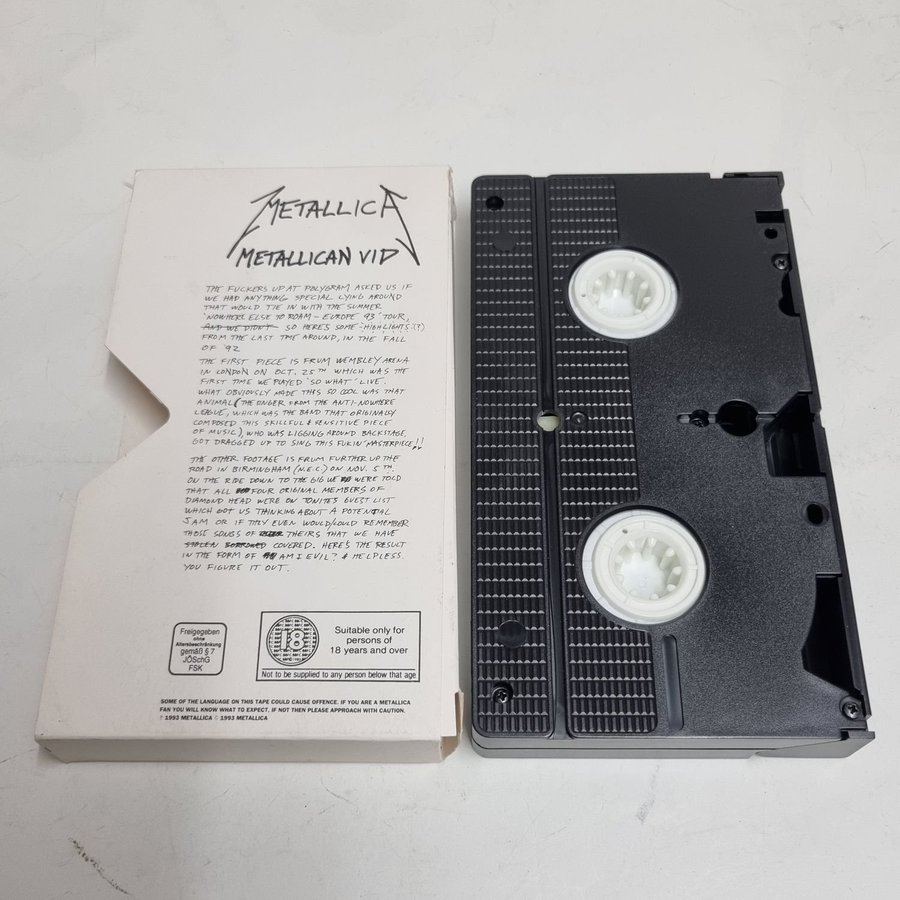 METALLICA
METALLICAN VID
THE FUCKERS UP AT POLYGRAM ASKED US IF
WE HAD ANYTHING SPECIAL LYING AROUND
THAT WOULD TIE IN WITH THE SUMMER
'NOWHERE ELSE TO ROAM - EUROPE 93' TOUR,
AND WE DIDN'T SO HERE'S SOME HIGHLIGHTS (?)
FROM THE LAST TIME AROUND, IN THE FALL
OF '92
THE FIRST PIECE IS FRUM WEMBLEY ARENA
IN LONDON ON OCT. 25TH WHICH WAS THE
FIRST TIME WE PLAYED 'SO WHAT' LIVE.
WHAT OBVIOUSLY MADE THIS SO COOL WAS THAT
ANIMAL (THE SINGER FROM THE ANTI-NOWHERE
LEAGUE, WHICH WAS THE BAND THAT ORIGINALLY
COMPOSED THIS SKILLFUL & SENSITIVE PIECE
OF MUSIC), WHO WAS LIGGING AROUND BACKSTAGE,
GOT DRAGGED UP TO SING THIS FUKIN' MASTERPIECE!!
THE OTHER FOOTAGE IS FRUM FURTHER UP THE
ROAD IN BIRMINGHAM (N.E.C.) ON NOV. 5TH.
ON THE RIDE DOWN TO THE GIG WE WERE TOLD
THAT ALL FOUR ORIGINAL MEMBERS OF
DIAMOND HEAD WERE ON TONITES GUEST LIST
WHICH GOT US THINKING ABOUT A POTENTIAL
JAM OR IF THEY EVEN WOULD/COULD REMEMBER
THOSE SONGS OF THEIRS THAT WE HAVE
STOLEN BORROWED COVERED. HERE'S THE RESULT
IN THE FORM OF AM I EVIL? & HELPLESS.
YOU FIGURE IT OUT.
Freigegeben
ohne
Altersbeschränkung
gemäß § 7
JÖSchG
FSK
18
Suitable only for
persons of
18 years and over
Not to be supplied to any person below that age
SOME OF THE LANGUAGE ON THIS TAPE COULD CAUSE OFFENCE. IF YOU ARE A METALLICA
FAN YOU WILL KNOW WHAT TO EXPECT. IF NOT THEN PLEASE APPROACH WITH CAUTION.
1993 METALLICA © 1993 METALLICA